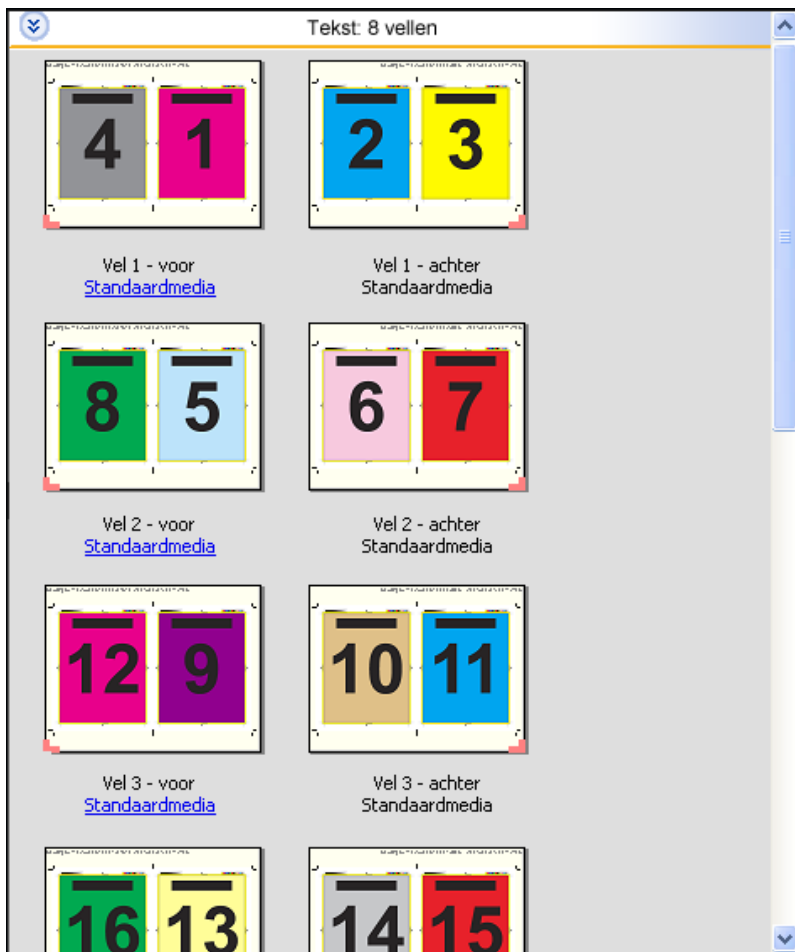 Tekst: 8 vellen
4 1 2 3
Vel 1 - voor Vel 1 - achter
Standaardmedia Standaardmedia
8 5 6 7
Vel 2 - voor Vel 2 - achter
Standaardmedia Standaardmedia
12 9 10 11
Vel 3 - voor Vel 3 - achter
Standaardmedia Standaardmedia
16 13 14 15